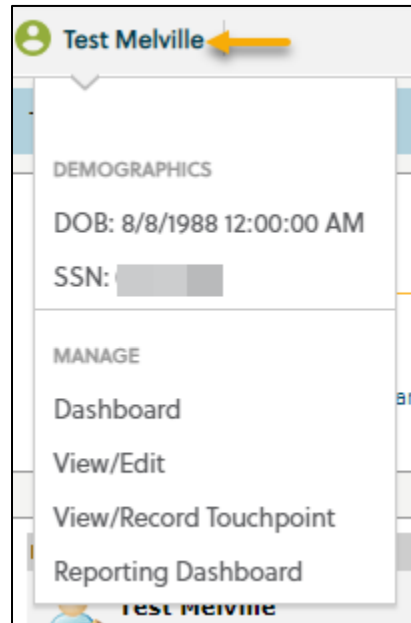 Test Melville
DEMOGRAPHICS
DOB: 8/8/1988 12:00:00 AM
SSN:
MANAGE
Dashboard
View/Edit
View/Record Touchpoint
Reporting Dashboard
Test Melville